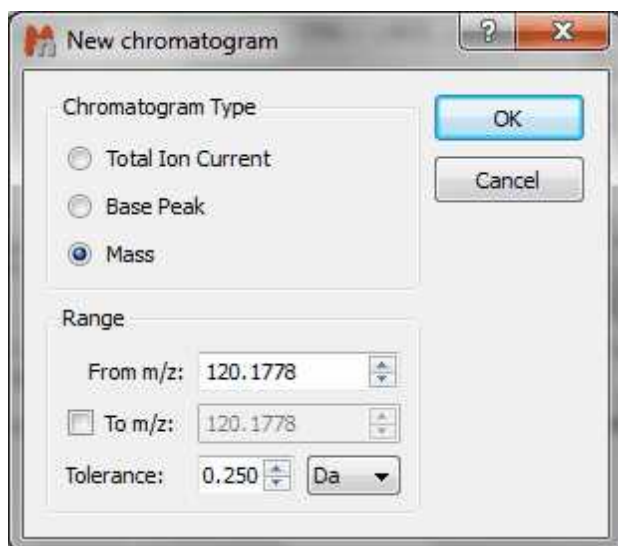 New chromatogram
?
Chromatogram Type
OK
Total Ion Current
Cancel
Base Peak
Mass
Range
From m/z: 120.1778
To m/z: 120.1778
Tolerance: 0.250 Da